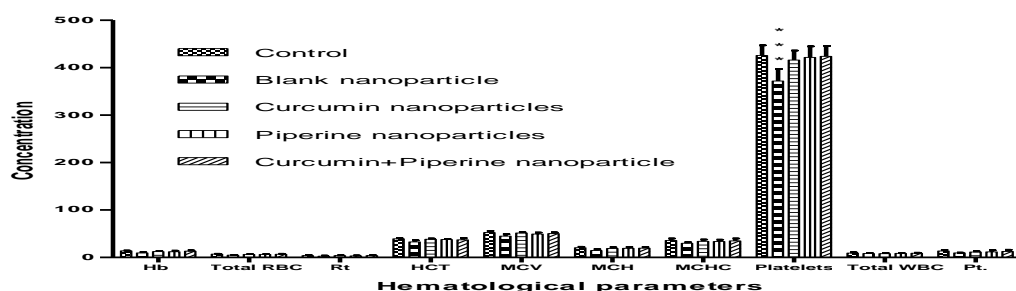 500
400
300
200
100
0
Concentration
Control
Blank nanoparticle
Curcumin nanoparticles
Piperine nanoparticles
Curcumin+Piperine nanoparticle
*
*
*
Hb Total RBC Rt HCT MCV MCH MCHC Platelets Total WBC Pt.
Hematological parameters